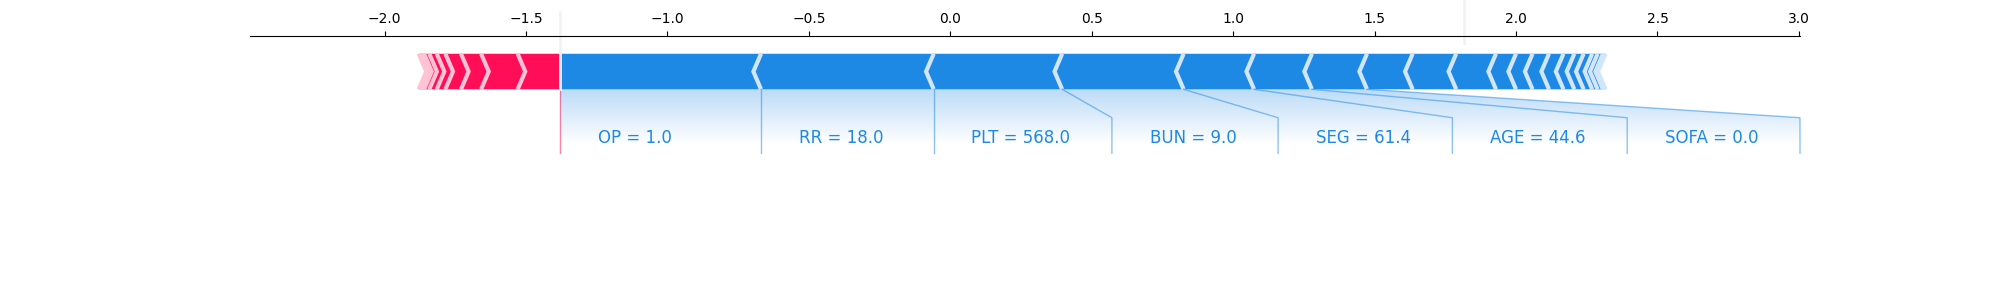 −2.0 −1.5 −1.0 −0.5 0.0 0.5 1.0 1.5 2.0 2.5 3.0
OP = 1.0 RR = 18.0 PLT = 568.0 BUN = 9.0 SEG = 61.4 AGE = 44.6 SOFA = 0.0